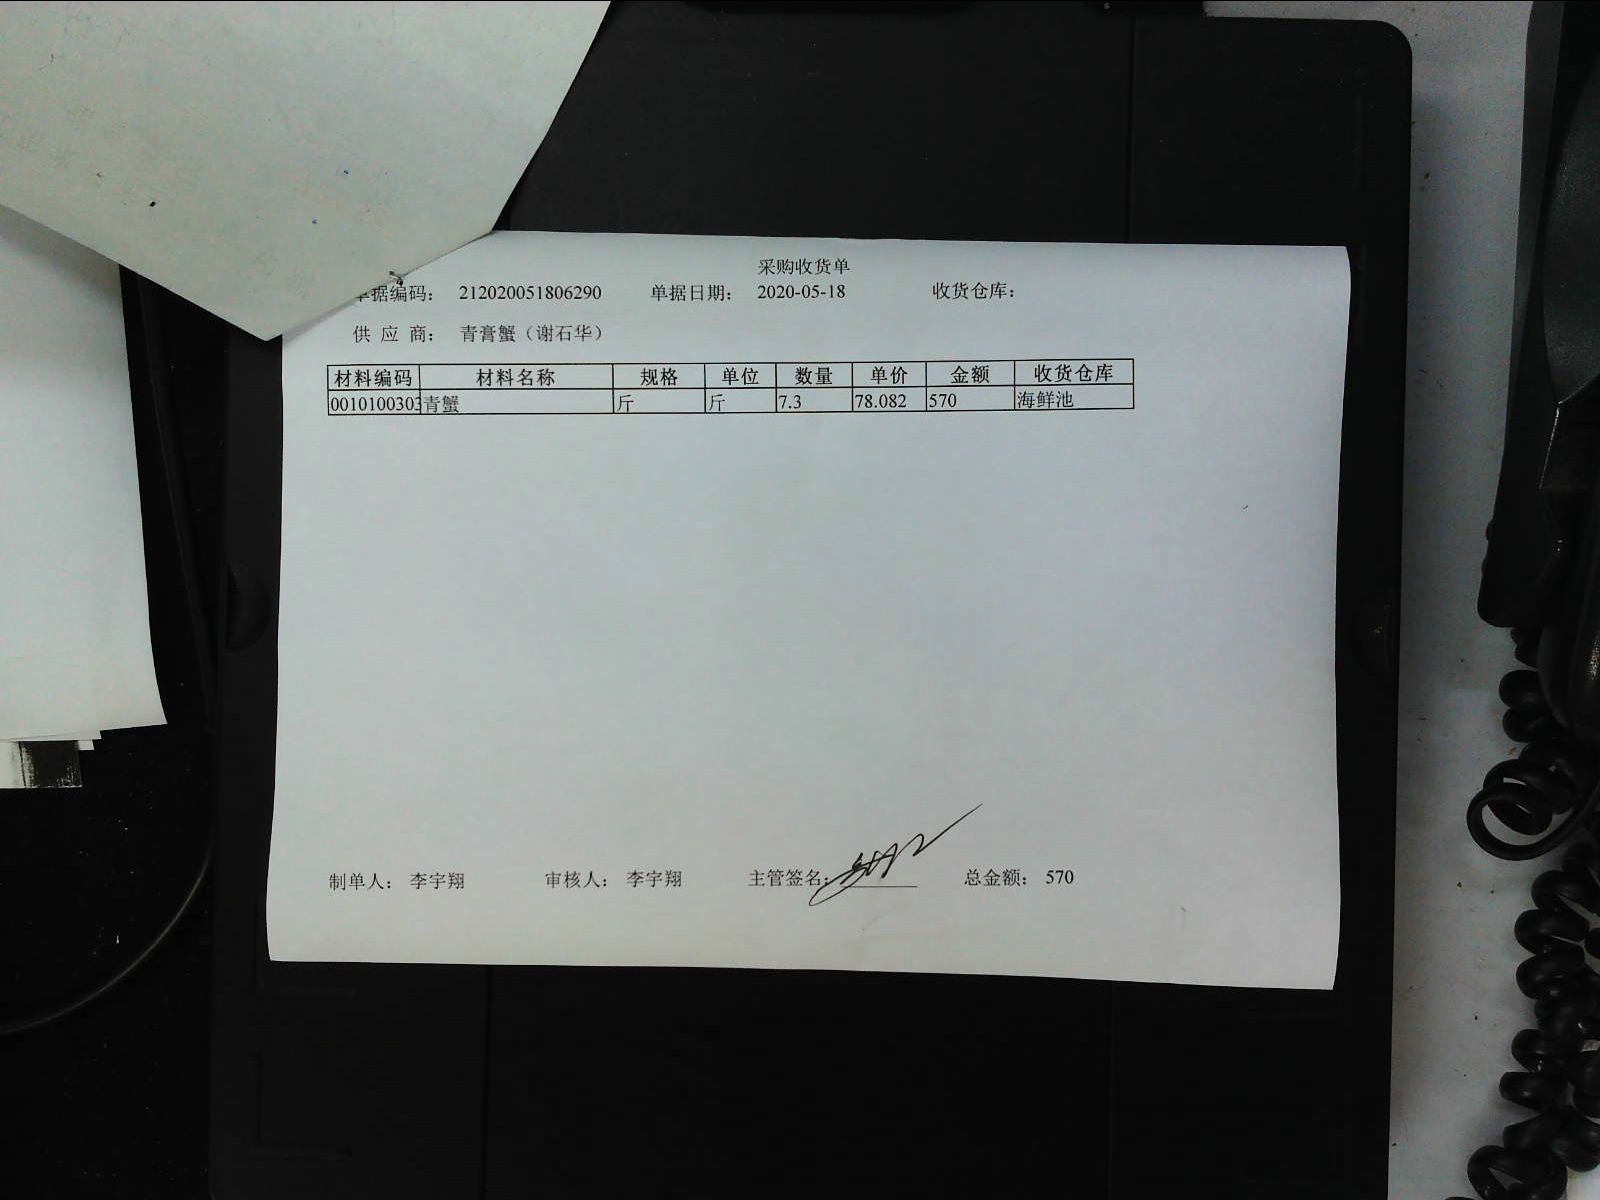 采购收货单
单据编码： 212020051806290 单据日期： 2020-05-18 收货仓库：
供 应 商： 青膏蟹（谢石华）
材料编码 材料名称 规格 单位 数量 单价 金额 收货仓库
0010100303 青蟹 斤 斤 7.3 78.082 570 海鲜池
制单人： 李宇翔 审核人： 李宇翔 主管签名: 总金额： 570